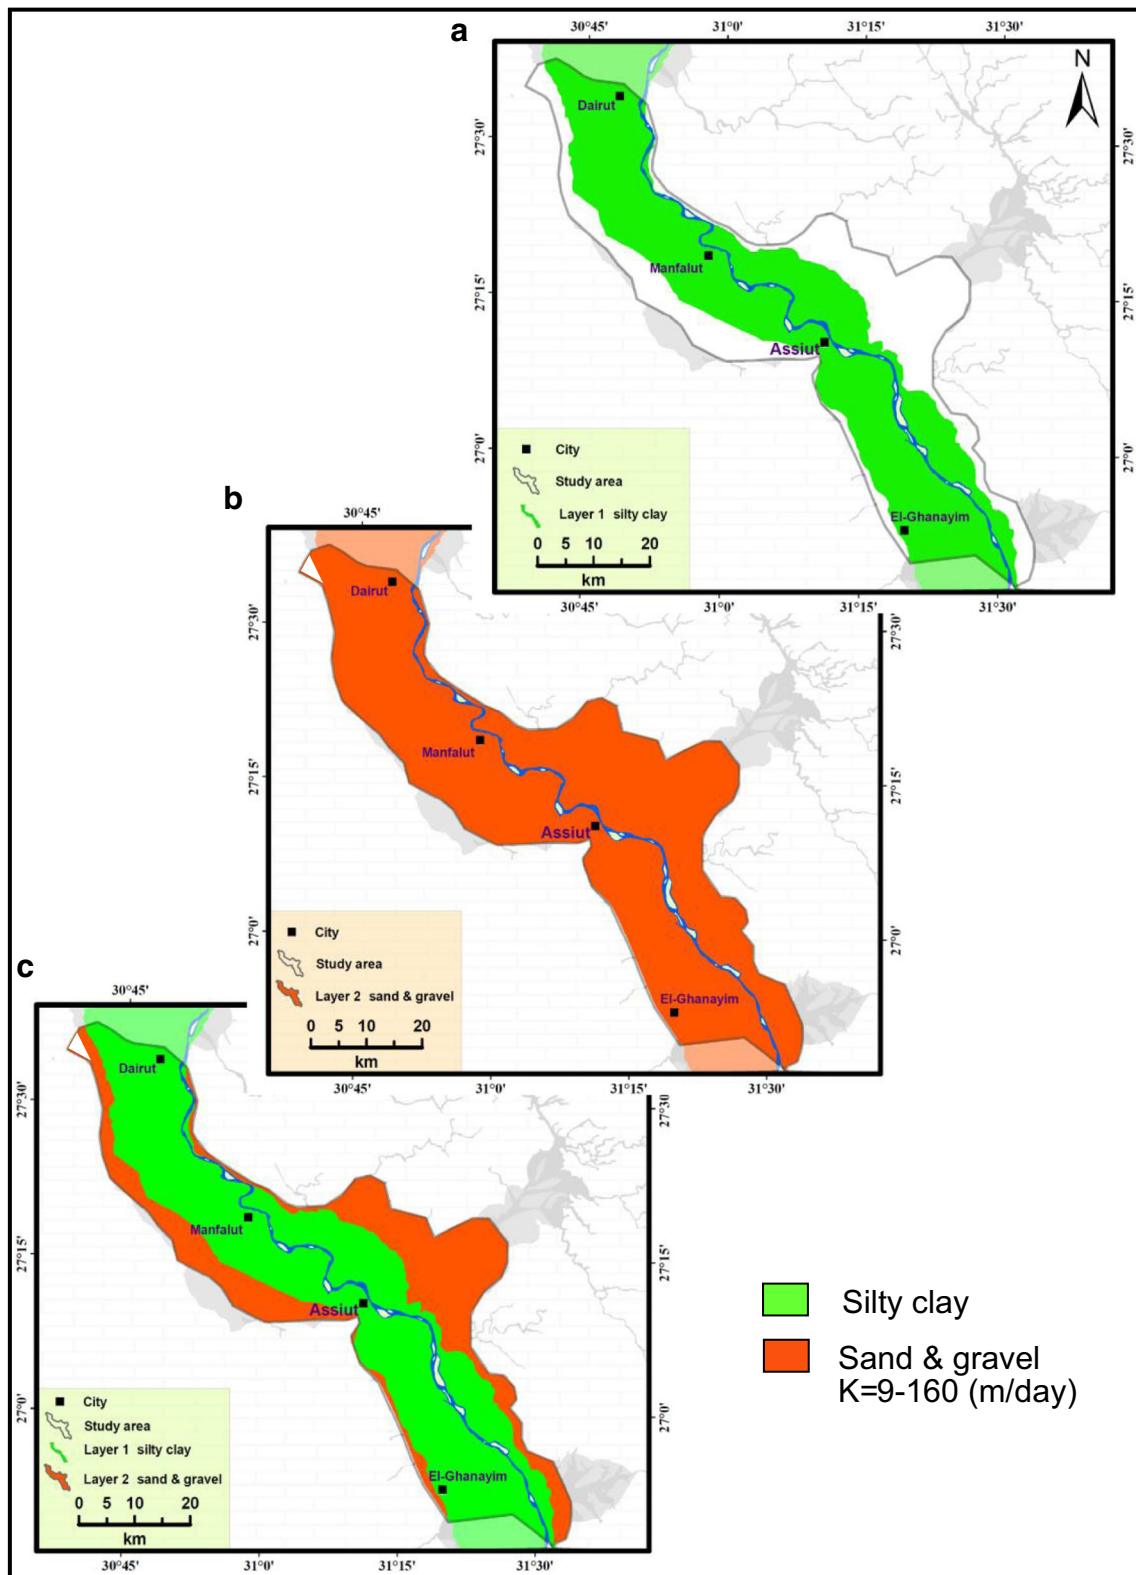 a
30°45'
31°0'
31°15'
31°30'
N
27°30'
27°30'
Dairut
Manfalut
27°15'
27°15'
Assiut
27°0'
27°0'
City
Study area
Layer 1 silty clay
0 5 10 20
km
El-Ghanayim
30°45'
31°0'
31°15'
31°30'
b
30°45'
Dairut
27°30'
27°30'
Manfalut
27°15'
27°15'
Assiut
27°0'
27°0'
City
Study area
Layer 2 sand & gravel
0 5 10 20
km
El-Ghanayim
30°45'
31°0'
31°15'
31°30'
c
30°45'
Dairut
27°30'
27°30'
Manfalut
27°15'
27°15'
Assiut
27°0'
27°0'
City
Study area
Layer 1 silty clay
Layer 2 sand & gravel
0 5 10 20
km
El-Ghanayim
30°45'
31°0'
31°15'
31°30'
Silty clay
Sand & gravel
K=9-160 (m/day)